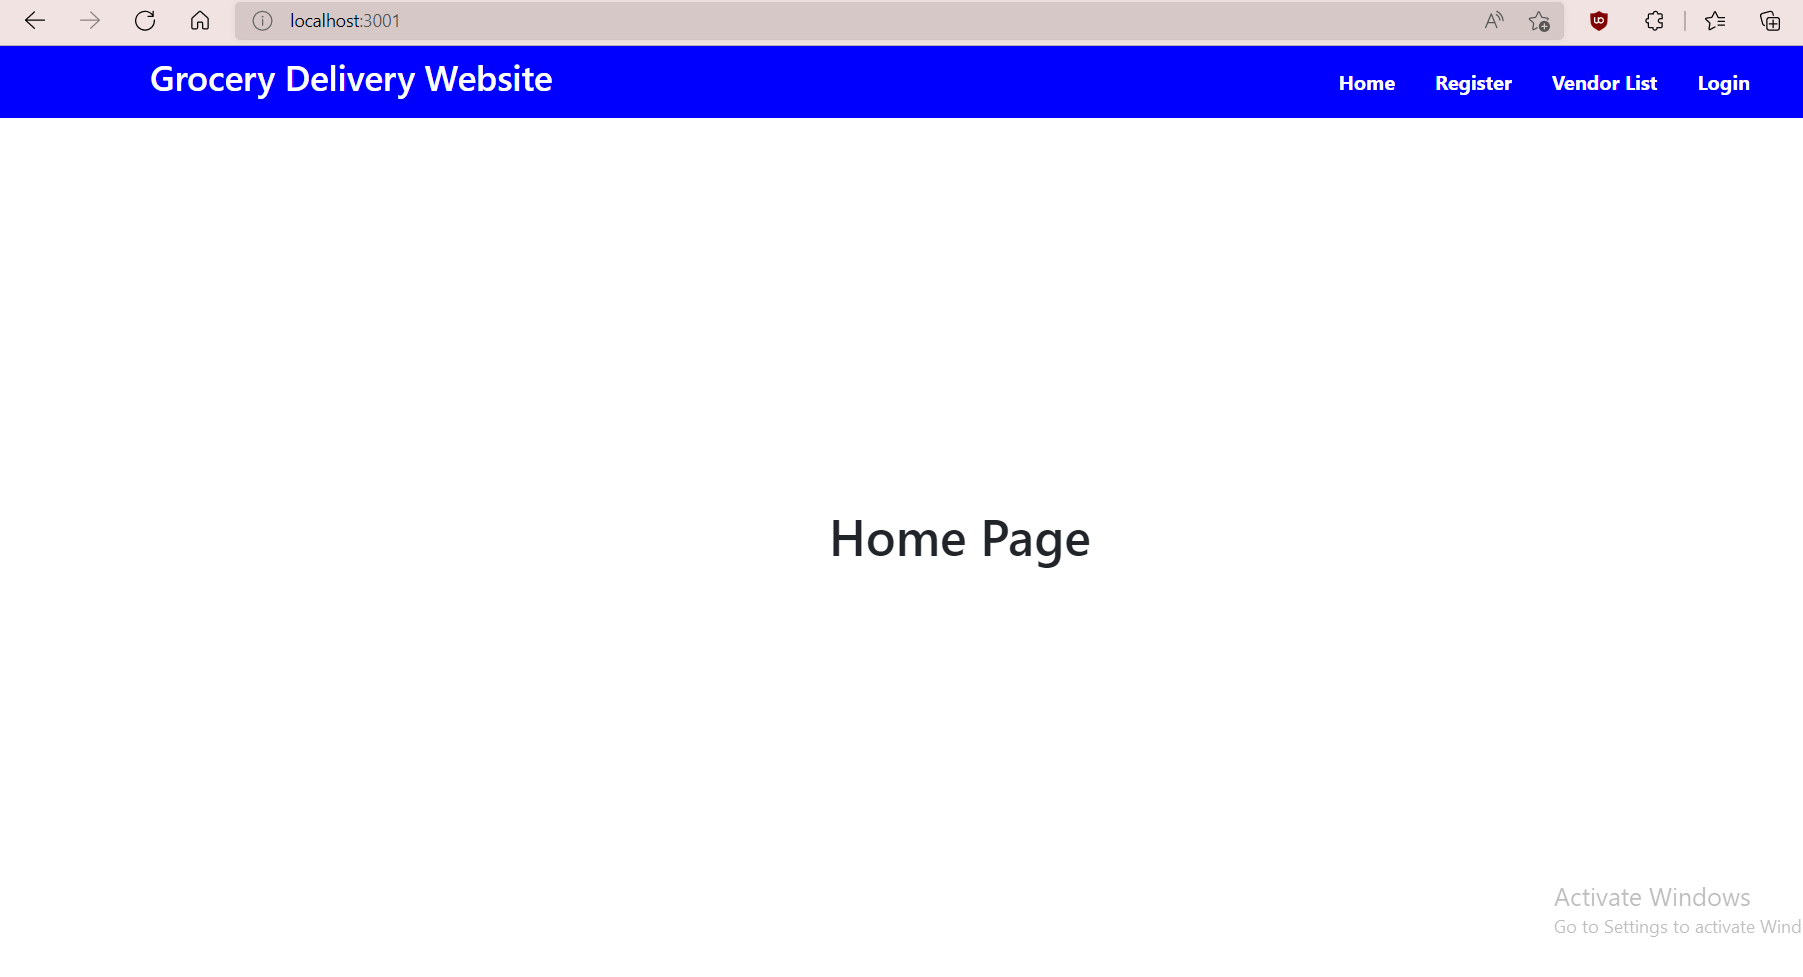 localhost:3001
Grocery Delivery Website
Home Register Vendor List Login
Home Page
Activate Windows
Go to Settings to activate Wind